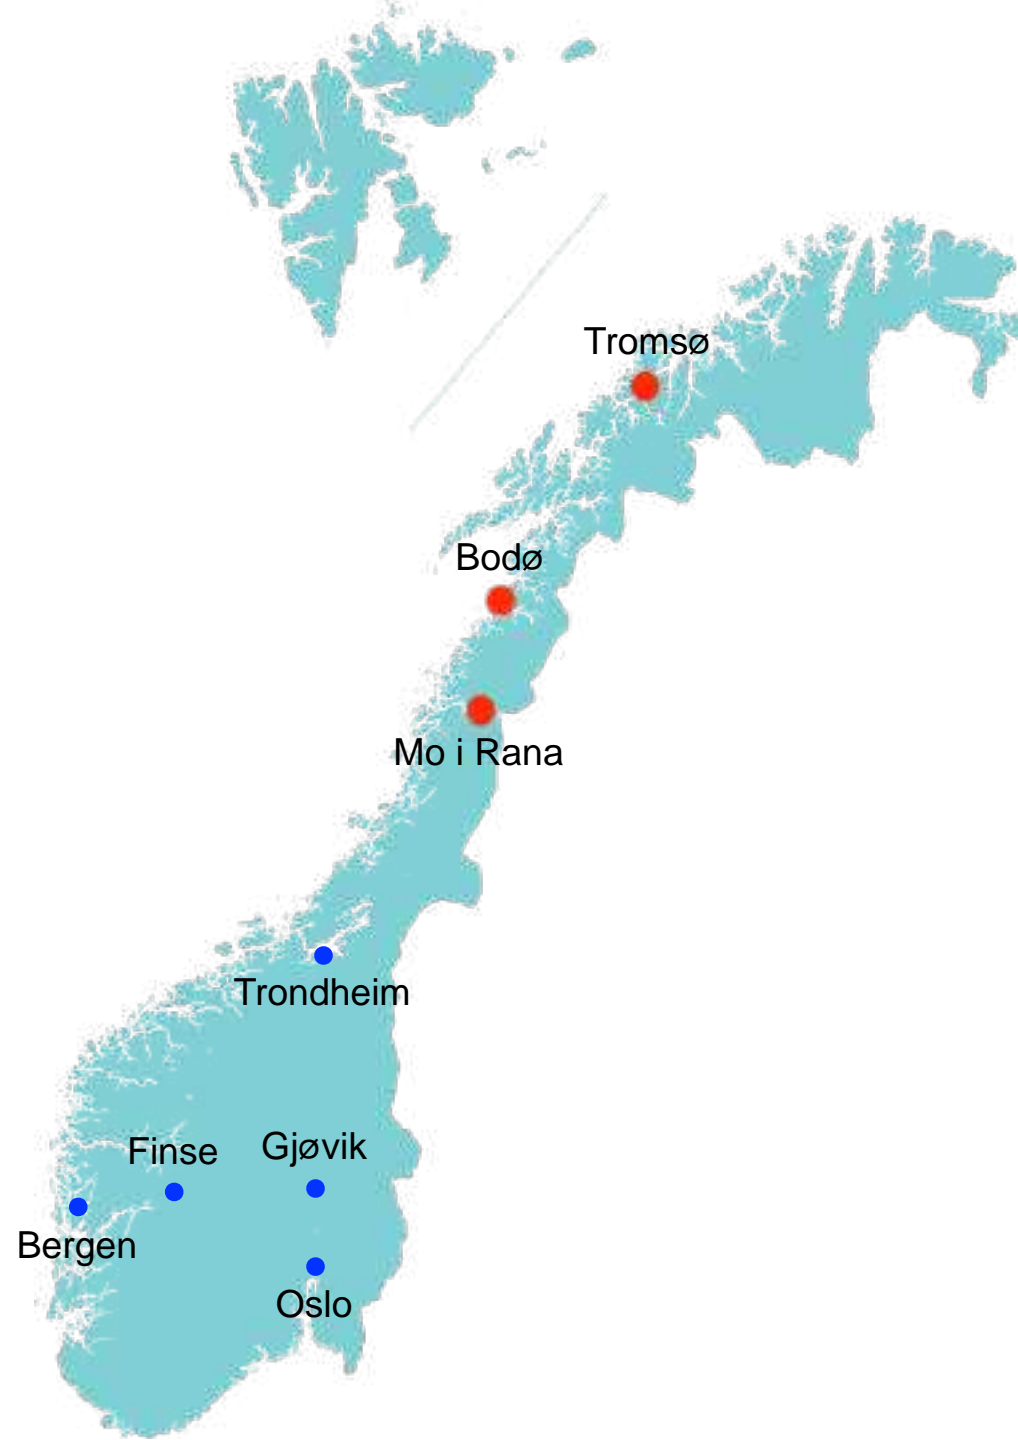 Tromsø
Bodø
Mo i Rana
Trondheim
Finse
Gjøvik
Bergen
Oslo